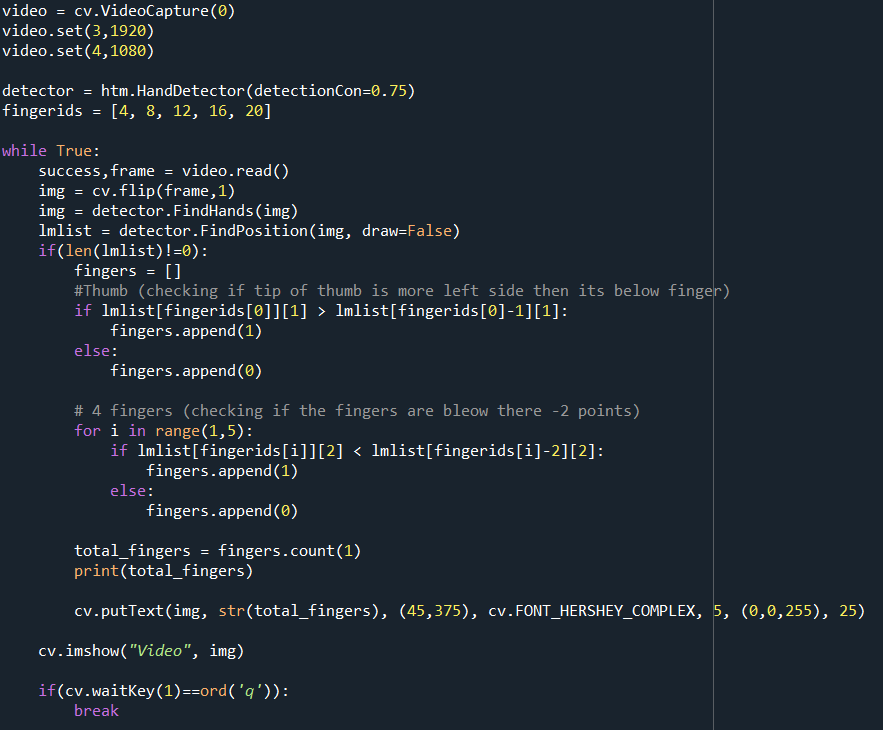 video = cv.VideoCapture(0)
video.set(3,1920)
video.set(4,1080)

detector = htm.HandDetector(detectionCon=0.75)
fingerids = [4, 8, 12, 16, 20]

while True:
    success,frame = video.read()
    img = cv.flip(frame,1)
    img = detector.FindHands(img)
    lmlist = detector.FindPosition(img, draw=False)
    if(len(lmlist)!=0):
        fingers = []
        #Thumb (checking if tip of thumb is more left side then its below finger)
        if lmlist[fingerids[0]][1] > lmlist[fingerids[0]-1][1]:
            fingers.append(1)
        else:
            fingers.append(0)

        # 4 fingers (checking if the fingers are bleow there -2 points)
        for i in range(1,5):
            if lmlist[fingerids[i]][2] < lmlist[fingerids[i]-2][2]:
                fingers.append(1)
            else:
                fingers.append(0)

        total_fingers = fingers.count(1)
        print(total_fingers)

        cv.putText(img, str(total_fingers), (45,375), cv.FONT_HERSHEY_COMPLEX, 5, (0,0,255), 25)

    cv.imshow("Video", img)

    if(cv.waitKey(1)==ord('q')):
        break